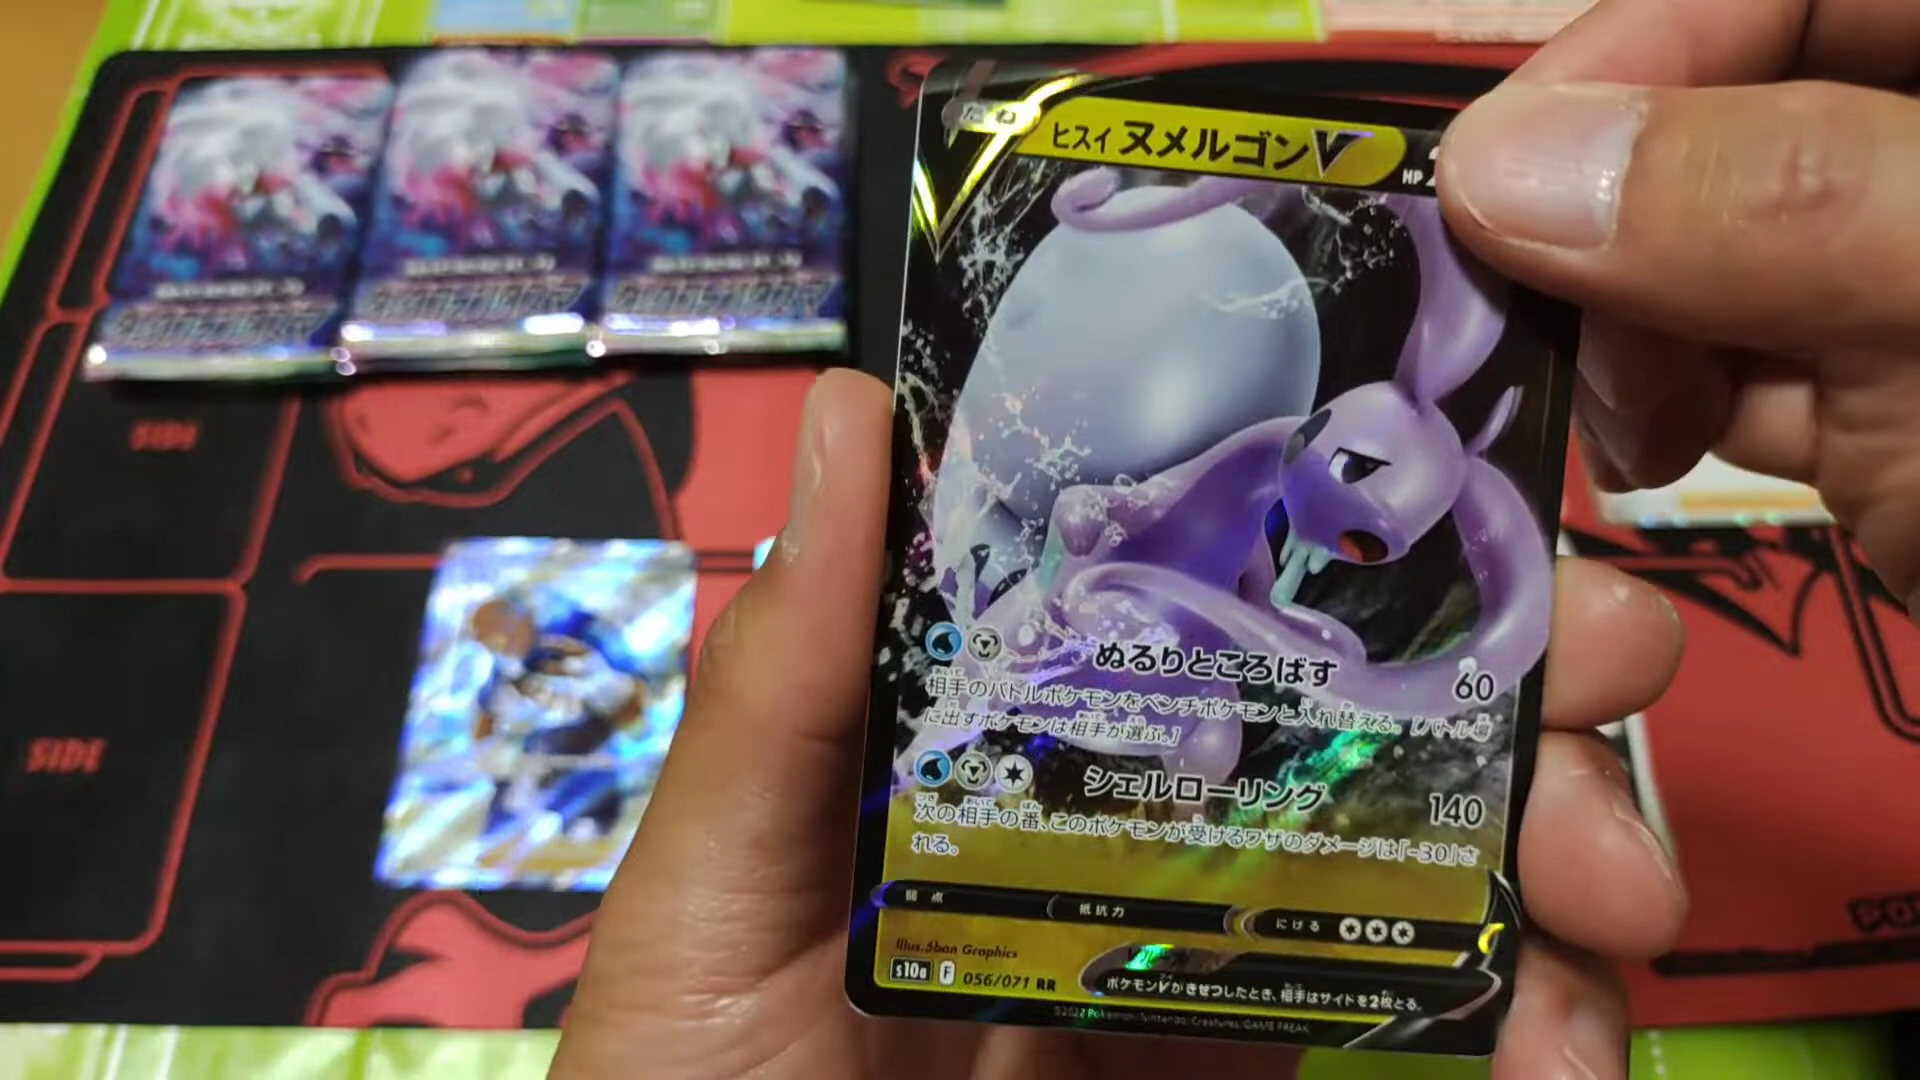 たね
ヒスイ ヌメルゴンV
HP 2
SIDE
SIDE
ぬるりところばす 60
相手のバトルポケモンをベンチポケモンと入れ替える。[バトル場
に出すポケモンは相手が選ぶ。]
シェルローリング 140
次の相手の番、このポケモンが受けるワザのダメージは「-30」さ
れる。
弱点 抵抗力 にげる
Illus.5ban Graphics
s10a F 056/071 RR
ポケモンVがきぜつしたとき、相手はサイドを2枚とる。
©2022 Pokémon/Nintendo/Creatures/GAME FREAK